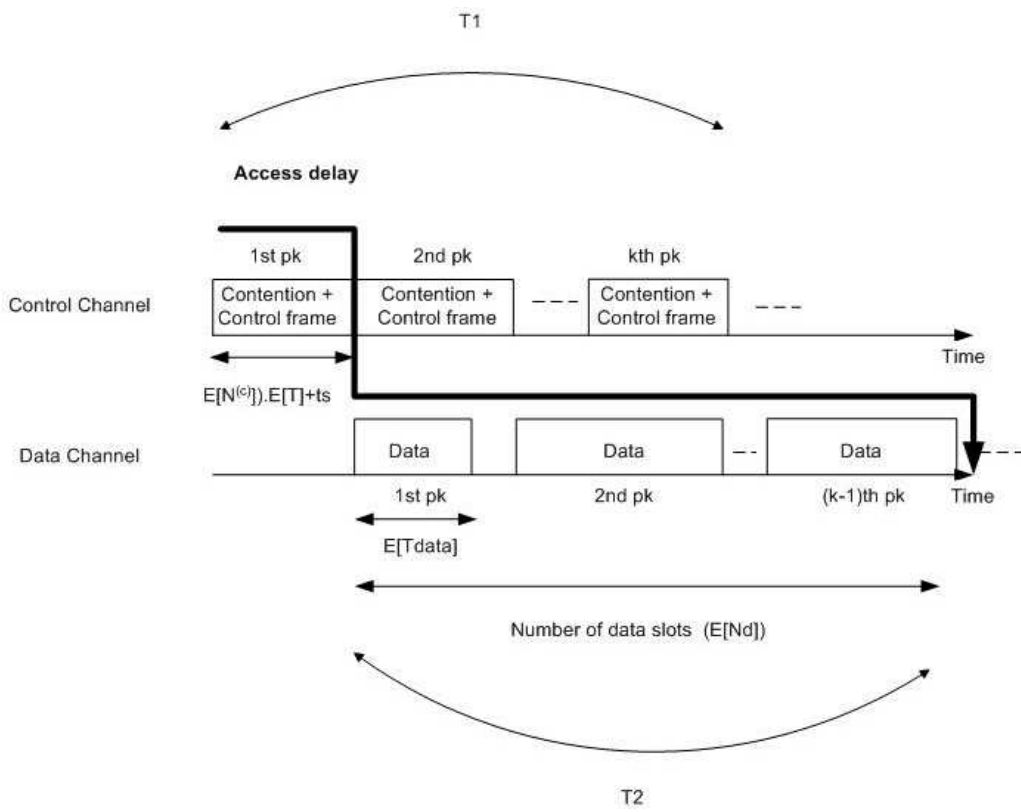 T1
Access delay
1st pk
2nd pk
kth pk
Control Channel
Contention +
Control frame
Contention +
Control frame
Contention +
Control frame
Time
E[N(c)]).E[T]+ts
Data Channel
Data
Data
Data
1st pk
2nd pk
(k-1)th pk
Time
E[Tdata]
Number of data slots (E[Nd])
T2